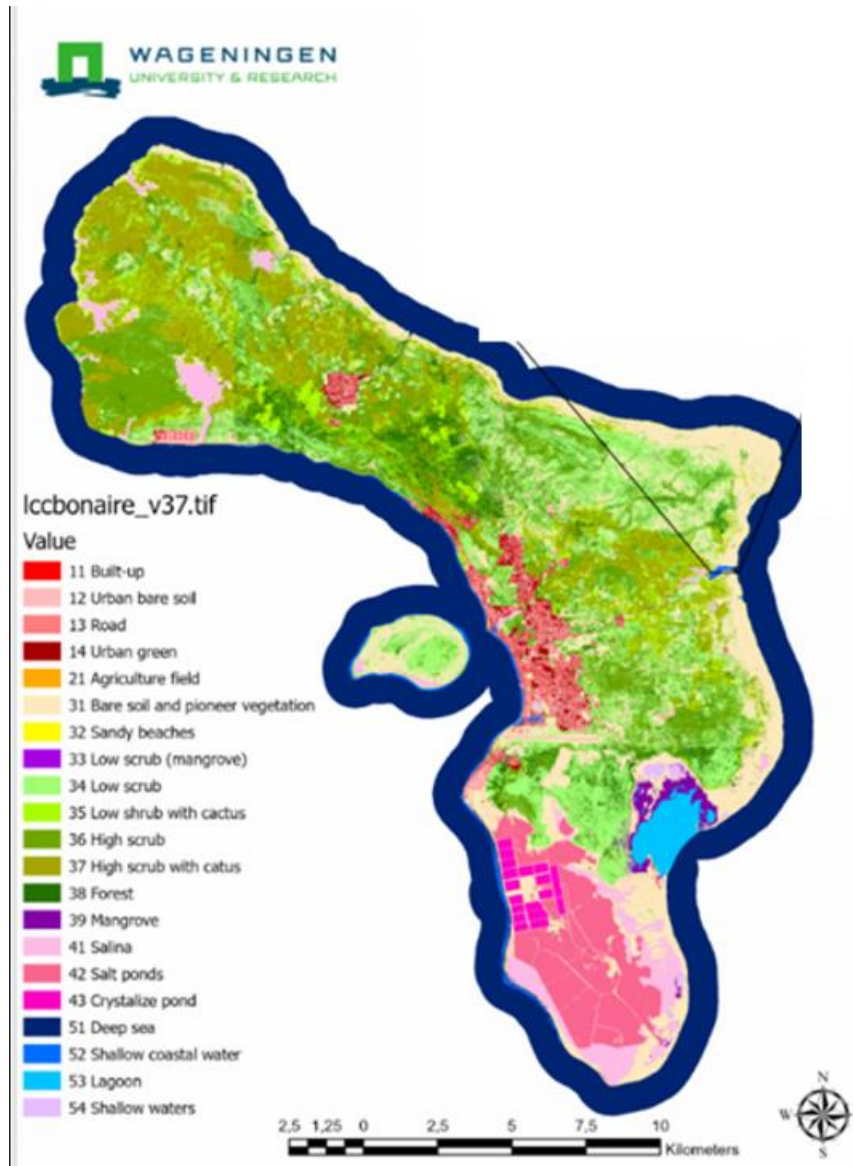 WAGENINGEN
UNIVERSITY & RESEARCH
lccbonaire_v37.tif
Value
11 Built-up
12 Urban bare soil
13 Road
14 Urban green
21 Agriculture field
31 Bare soil and pioneer vegetation
32 Sandy beaches
33 Low scrub (mangrove)
34 Low scrub
35 Low shrub with cactus
36 High scrub
37 High scrub with catus
38 Forest
39 Mangrove
41 Salina
42 Salt ponds
43 Crystalize pond
51 Deep sea
52 Shallow coastal water
53 Lagoon
54 Shallow waters
2,5 1,25 0 2,5 5 7,5 10
Kilometers
N
W
S